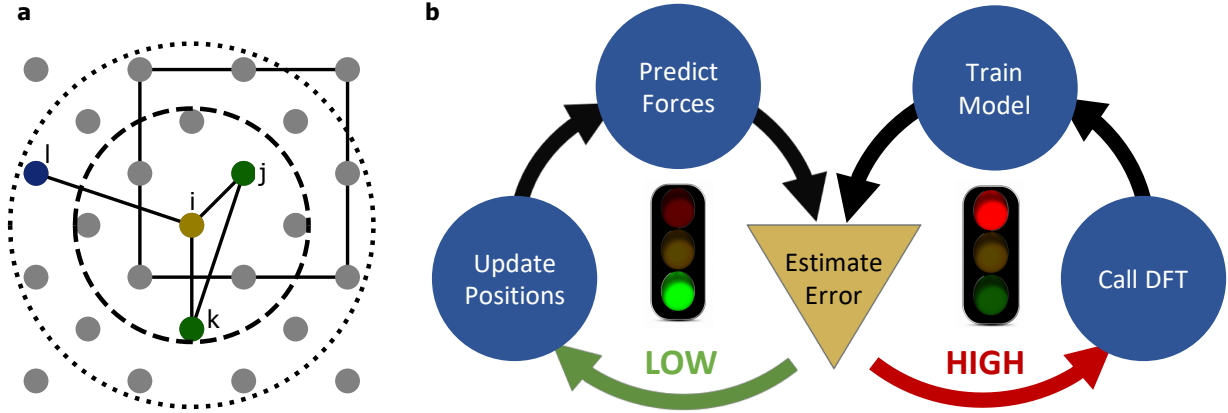 a
l
i
j
k
b
Predict
Forces
Train
Model
Update
Positions
Estimate
Error
Call DFT
LOW
HIGH